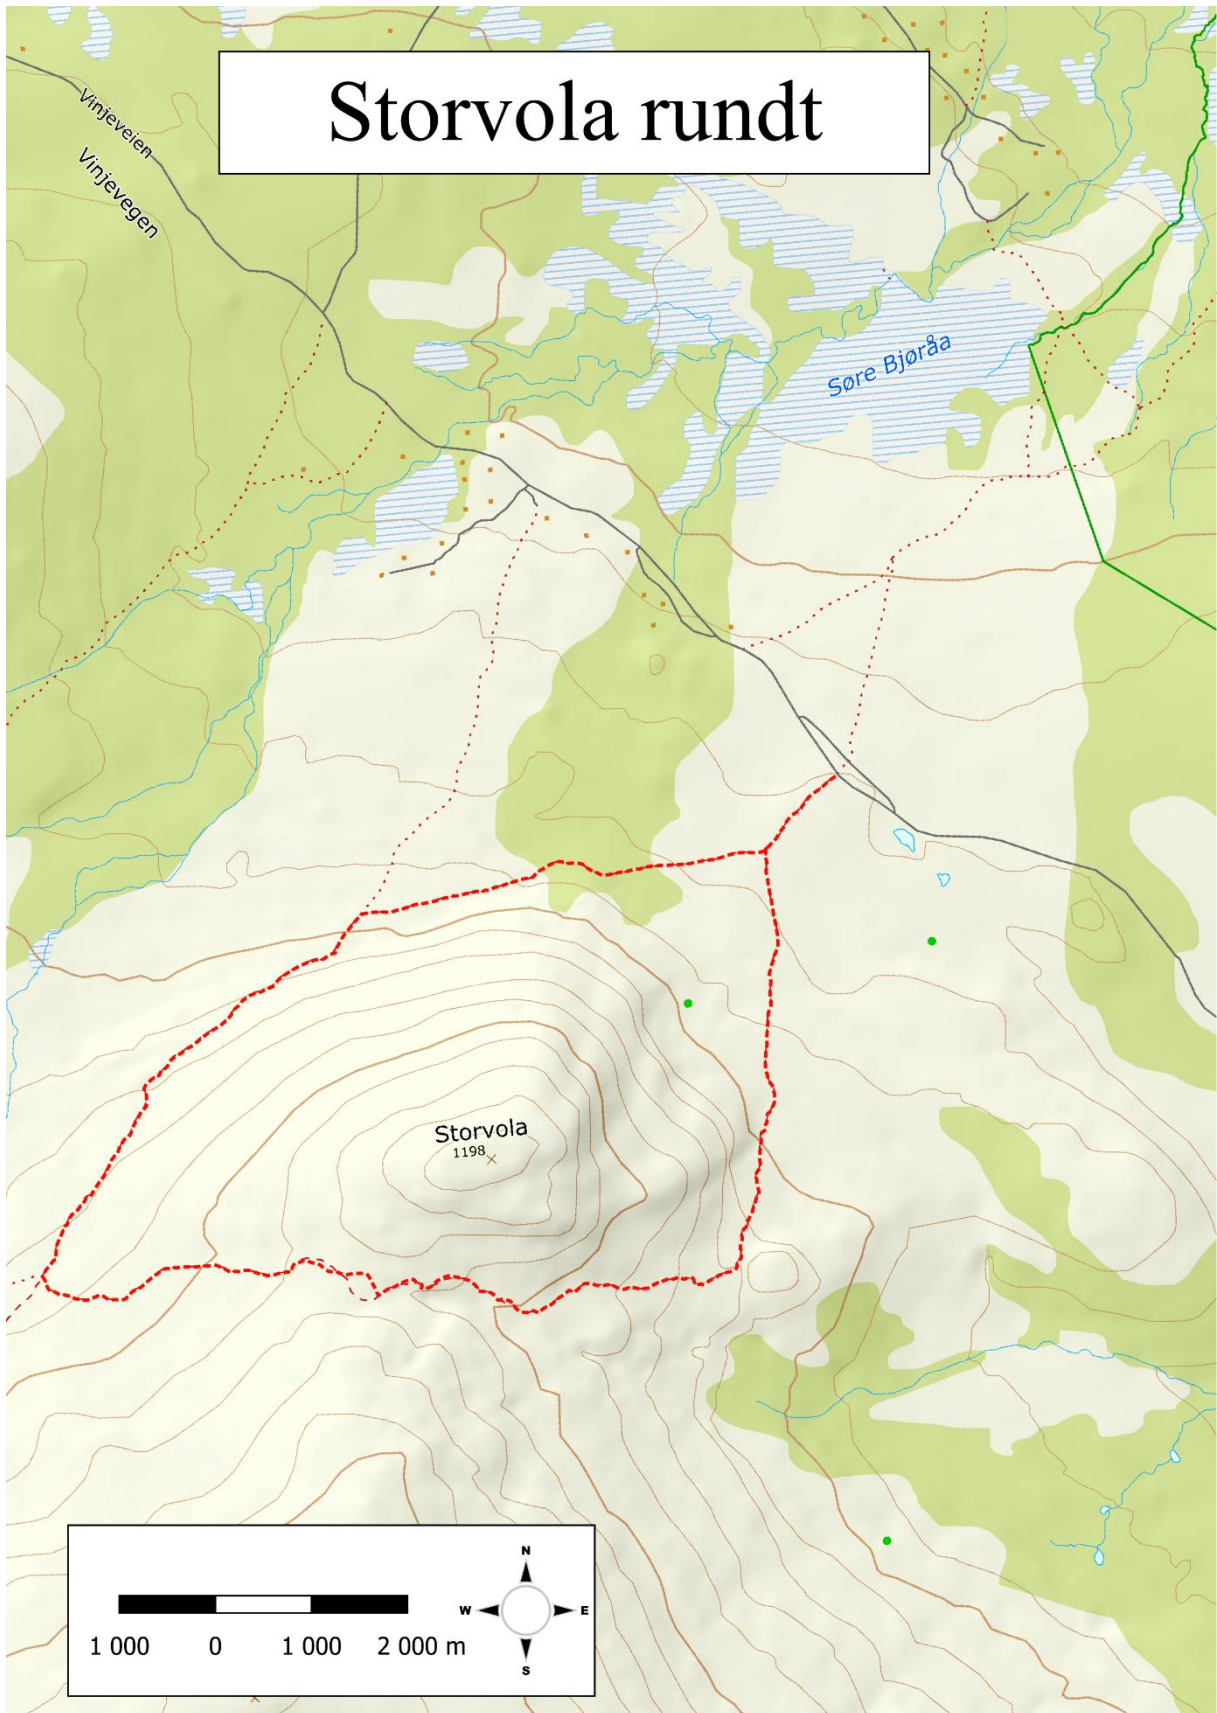 Storvola rundt
Vinjeveien
Vinjevegen
Søre Bjøråa
Storvola
1198
N
W E
S
1 000 0 1 000 2 000 m